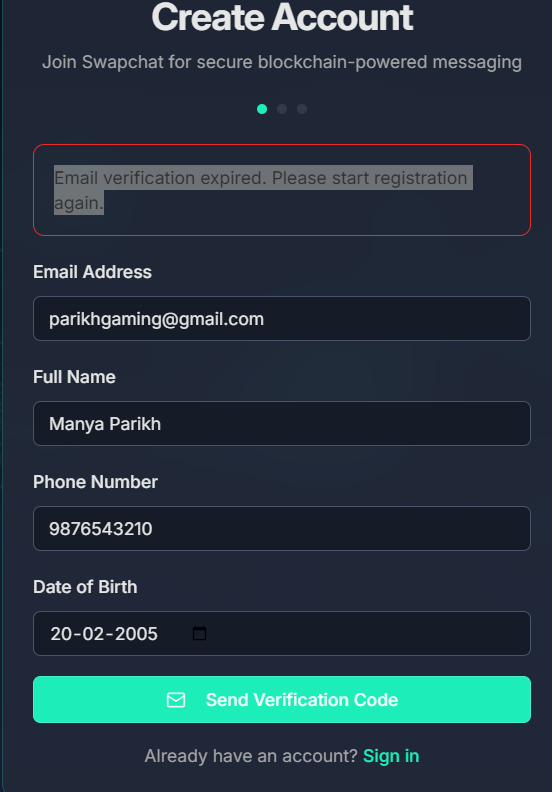 Create Account
Join Swapchat for secure blockchain-powered messaging
Email verification expired. Please start registration
again.
Email Address
parikhgaming@gmail.com
Full Name
Manya Parikh
Phone Number
9876543210
Date of Birth
20-02-2005
Send Verification Code
Already have an account? Sign in